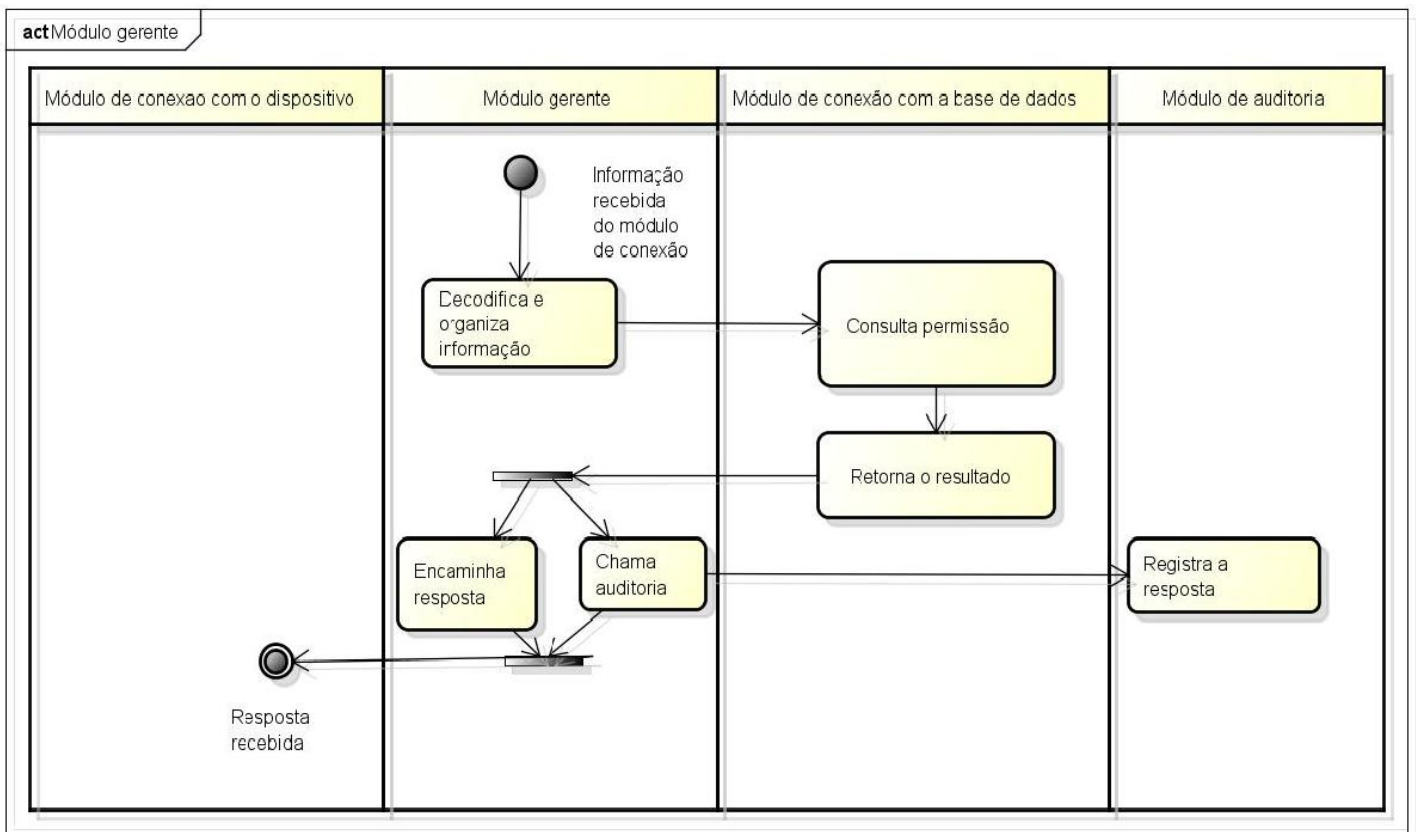 act Módulo gerente
Módulo de conexao com o dispositivo
Módulo gerente
Módulo de conexão com a base de dados
Módulo de auditoria
Informação
recebida
do módulo
de conexão
Decodifica e
organiza
informação
Consulta permissão
Retorna o resultado
Encaminha
resposta
Chama
auditoria
Registra a
resposta
Resposta
recebida